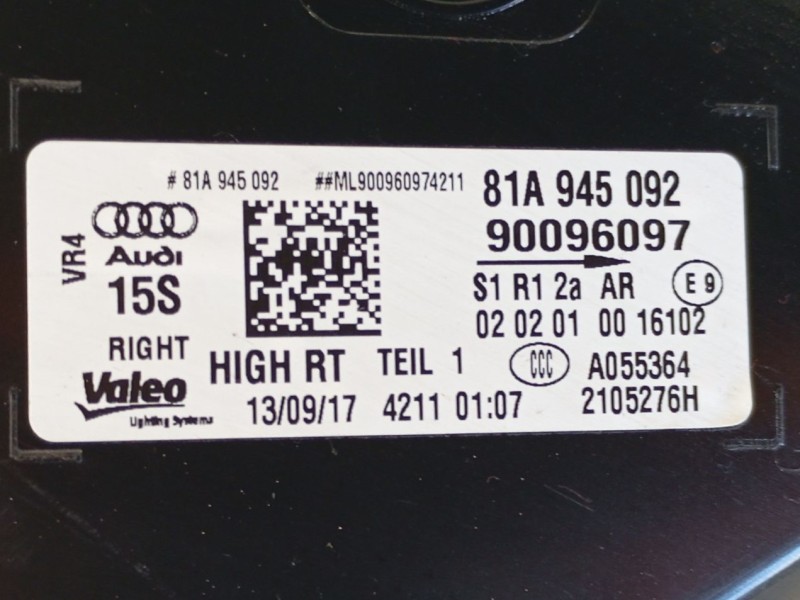 # 81A 945 092 ##ML900960974211 81A 945 092
90096097
VR4
Audi
15S
S1 R1 2a AR E9
02 02 01 00 16102
RIGHT
HIGH RT TEIL 1 CCC A055364
Valeo
Lighting Systems
13/09/17 4211 01:07 2105276H